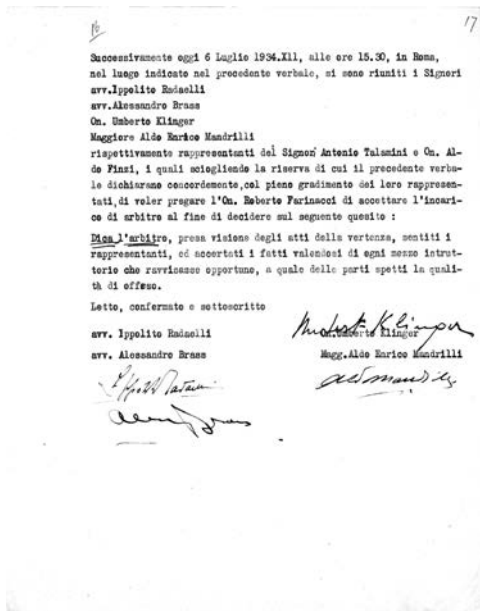 16
17
Successivamente oggi 6 Luglio 1934.XII, alle ore 15.30, in Roma,
nel luogo indicato nel precedente verbale, si sono riuniti i Signori
avv.Ippolito Radaelli
avv.Alessandro Brass
On. Umberto Klinger
Maggiore Aldo Enrico Mandrilli
rispettivamente rappresentanti dei Signori Antonio Talamini e On. Al-
do Finzi, i quali sciogliendo la riserva di cui il precedente verba-
le dichiarano concordemente,col pieno gradimento dei loro rappresen-
tati,di voler pregare l'On. Roberto Farinacci di accettare l'incari-
co di arbitro al fine di decidere sul seguente quesito :
Dica l'arbitro, presa visione degli atti della vertenza, sentiti i
rappresentanti, ed accertati i fatti valendosi di ogni mezzo istrut-
torio che ravvisasse opportuno, a quale delle parti spetti la quali-
tà di offeso.
Letto, confermato e sottoscritto
Umberto Klinger
avv. Ippolito Radaelli On.Umberto Klinger
avv. Alessandro Brass Magg.Aldo Enrico Mandrilli